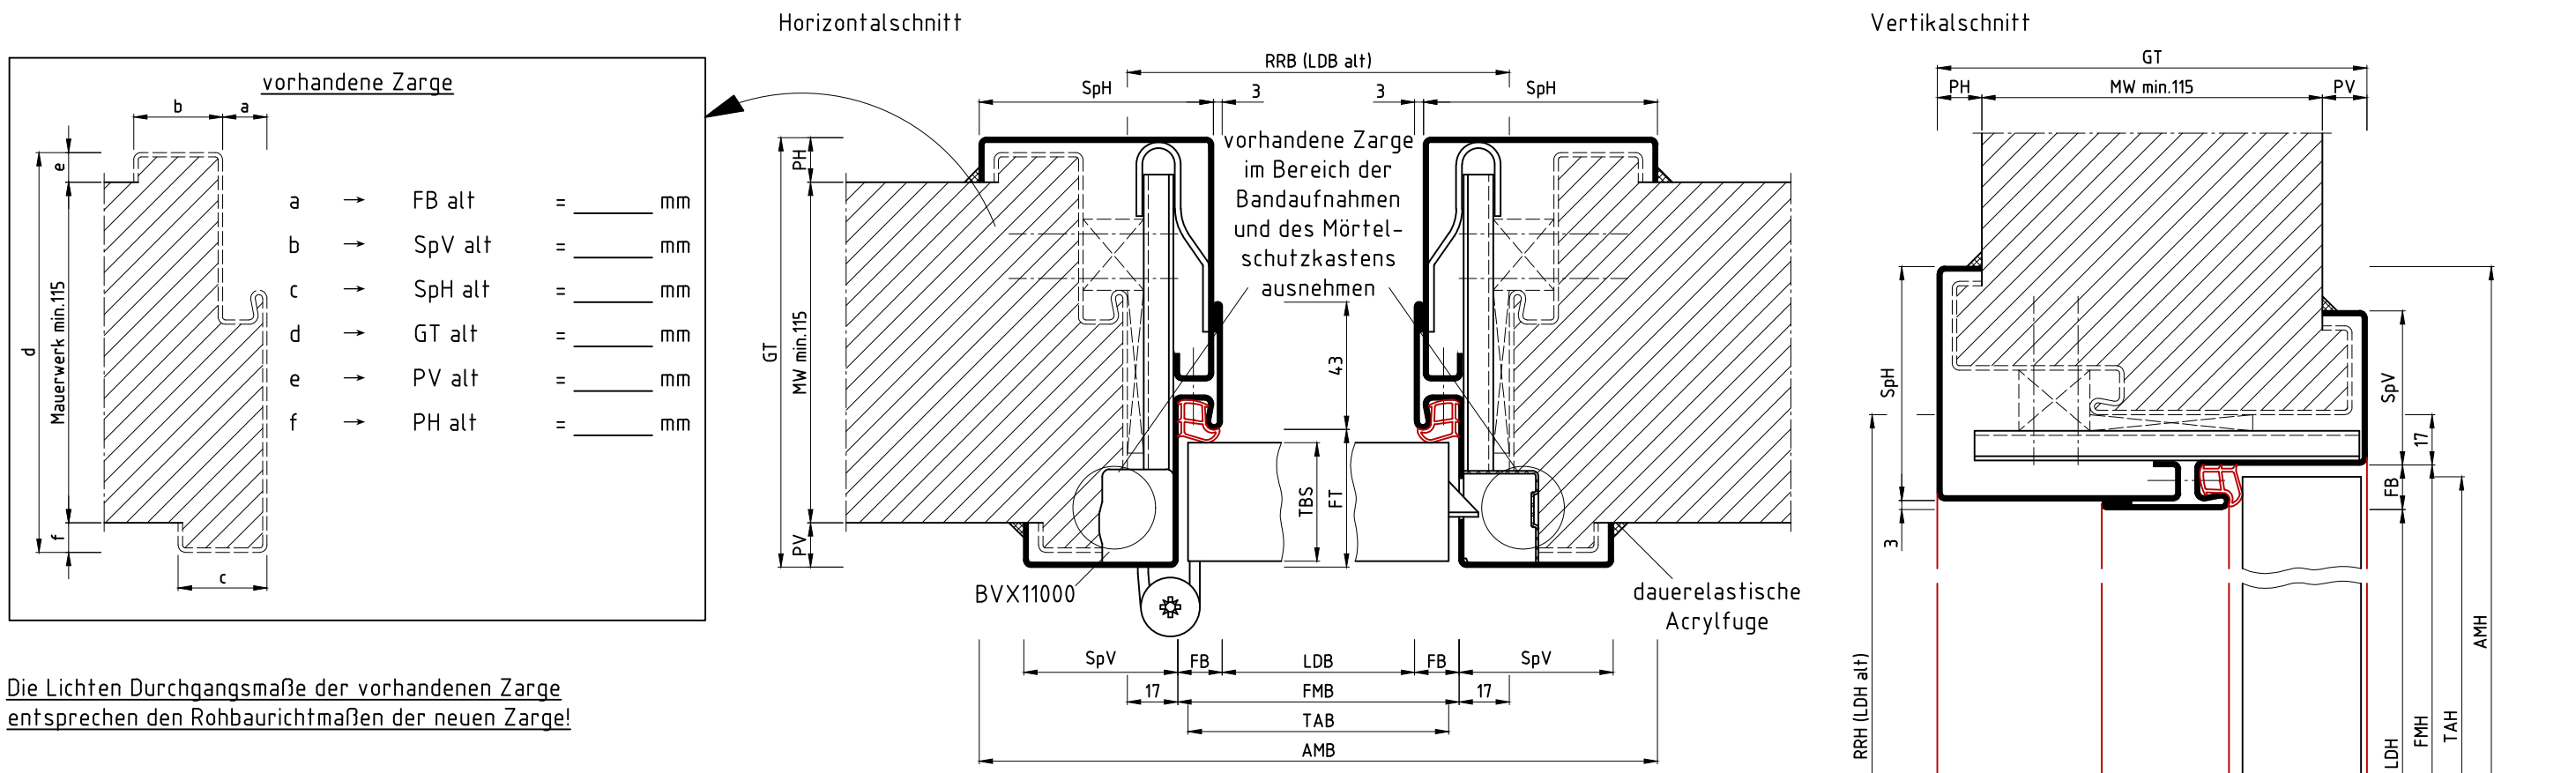 Horizontalschnitt
Vertikalschnitt
vorhandene Zarge
b
a
e
d
Mauerwerk min.115
f
c
a → FB alt = ______ mm
b → SpV alt = ______ mm
c → SpH alt = ______ mm
d → GT alt = ______ mm
e → PV alt = ______ mm
f → PH alt = ______ mm
Die Lichten Durchgangsmaße der vorhandenen Zarge
entsprechen den Rohbaurichtmaßen der neuen Zarge!
RRB (LDB alt)
SpH
3
3
SpH
vorhandene Zarge
im Bereich der
Bandaufnahmen
und des Mörtel-
schutzkastens
ausnehmen
PH
GT
MW min.115
PV
43
TBS
FT
BVX11000
dauerelastische
Acrylfuge
SpV
FB
LDB
FB
SpV
17
FMB
17
TAB
AMB
GT
PH
MW min.115
PV
SpH
SpV
17
FB
3
RRH (LDH alt)
LDH
FMH
TAH
AMH